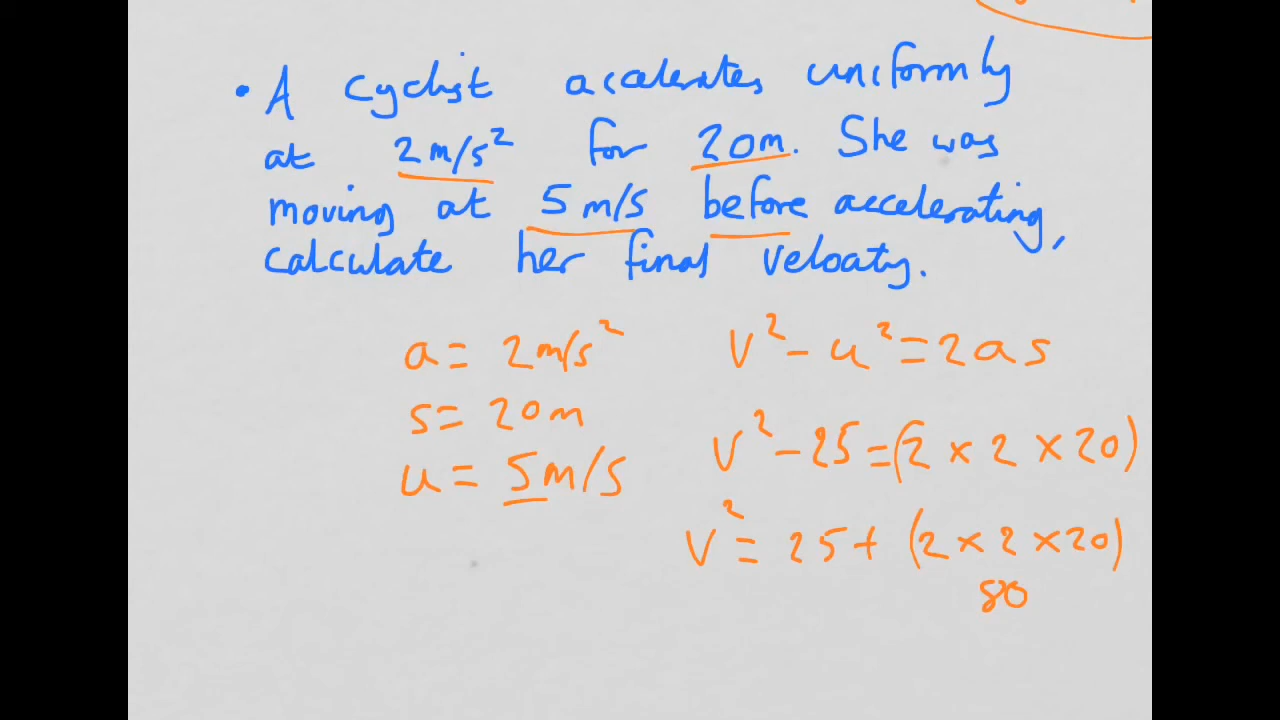 • A cyclist accelerates uniformly
at 2m/s² for 20m. She was
moving at 5m/s before accelerating,
calculate her final velocity.
a = 2m/s²
s = 20m
u = 5m/s
v² - u² = 2as
v² - 25 = (2 × 2 × 20)
v² = 25 + (2 × 2 × 20)
80